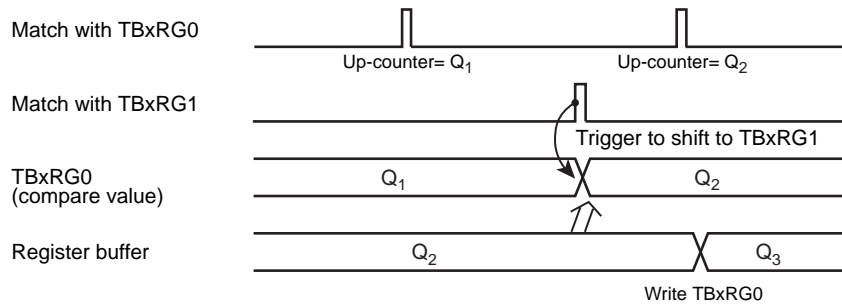 Match with TBxRG0
Up-counter= Q1
Up-counter= Q2
Match with TBxRG1
Trigger to shift to TBxRG1
TBxRG0
(compare value)
Q1
Q2
Register buffer
Q2
Q3
Write TBxRG0